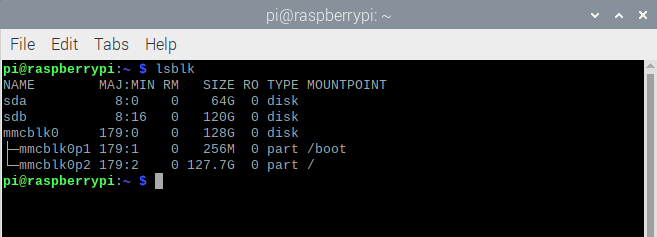 pi@raspberrypi: ~
File Edit Tabs Help
pi@raspberrypi:~ $ lsblk
NAME        MAJ:MIN RM   SIZE RO TYPE MOUNTPOINT
sda           8:0    0    64G  0 disk
sdb           8:16   0   120G  0 disk
mmcblk0     179:0    0   128G  0 disk
├─mmcblk0p1 179:1    0   256M  0 part /boot
└─mmcblk0p2 179:2    0 127.7G  0 part /
pi@raspberrypi:~ $